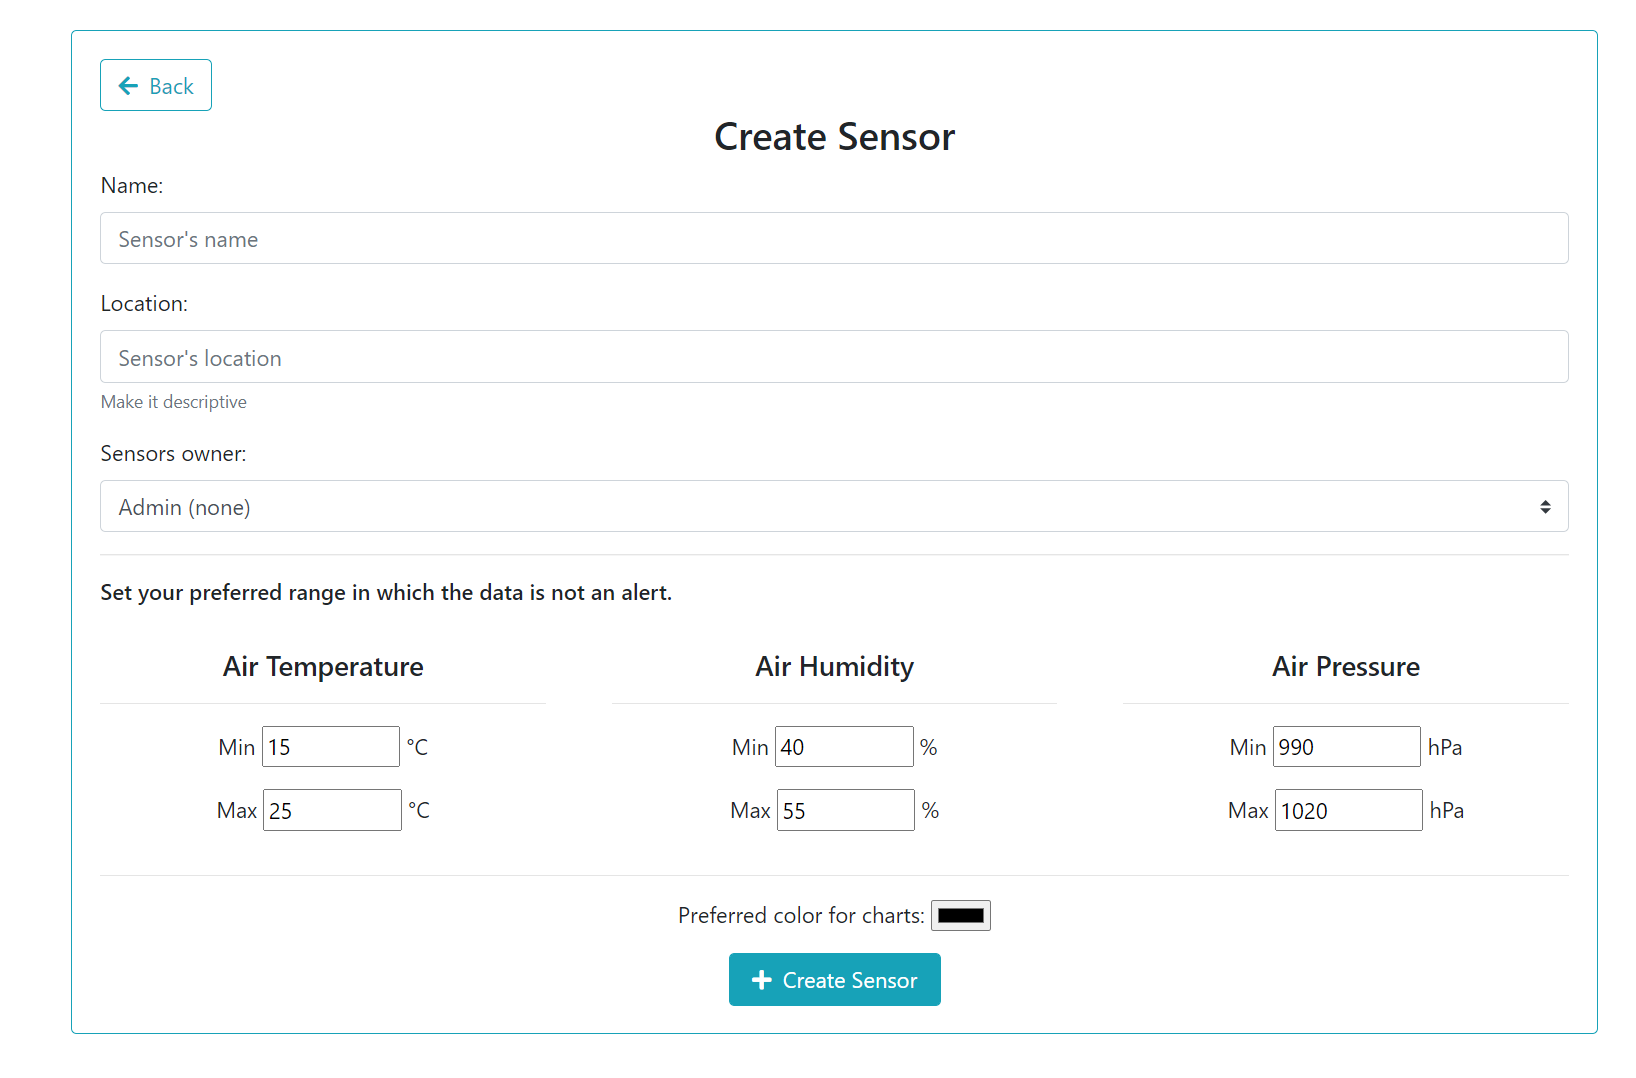 Back
Create Sensor
Name:
Sensor's name
Location:
Sensor's location
Make it descriptive
Sensors owner:
Admin (none)
Set your preferred range in which the data is not an alert.
Air Temperature Air Humidity Air Pressure
Min 15 °C Min 40 % Min 990 hPa
Max 25 °C Max 55 % Max 1020 hPa
Preferred color for charts:
Create Sensor